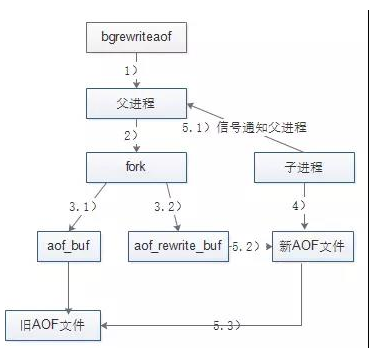 bgrewriteaof
1）
父进程
5.1）信号通知父进程
2）
fork
子进程
3.1）
3.2）
4）
aof_buf
aof_rewrite_buf
5.2）
新AOF文件
旧AOF文件
5.3）